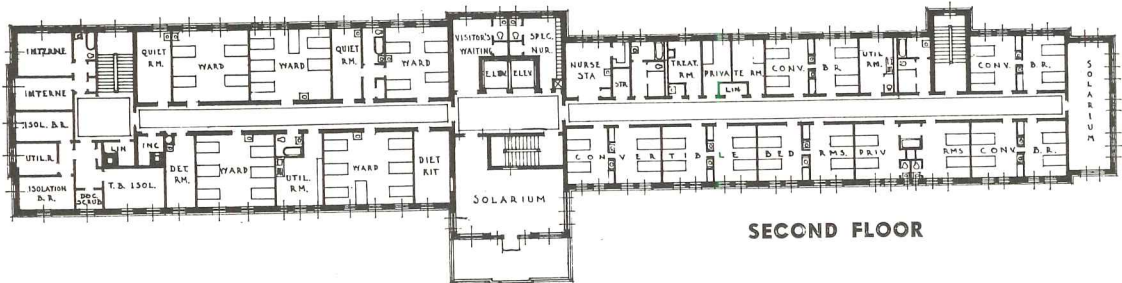 INTERNE
INTERNE
ISOL. B.R.
UTIL.R.
ISOLATION
B.R.
DOC.
SCRUB
LIN
INC
T.B. ISOL.
QUIET
RM.
WARD
WARD
QUIET
RM.
WARD
DET.
RM.
WARD
UTIL.
RM.
WARD
DIET
KIT
VISITOR'S
WAITING
SPEC.
NUR.
ELEV.
ELEV.
SOLARIUM
NURSE
STA
STR.
TREAT.
RM.
PRIVATE RM.
LIN
CONV.
B R
UTIL
RM.
CONV.
B.R.
SOLARIUM
CONVERTIBLE BED RMS.
PRIV
RMS
CONV.
B.R.
SECOND FLOOR